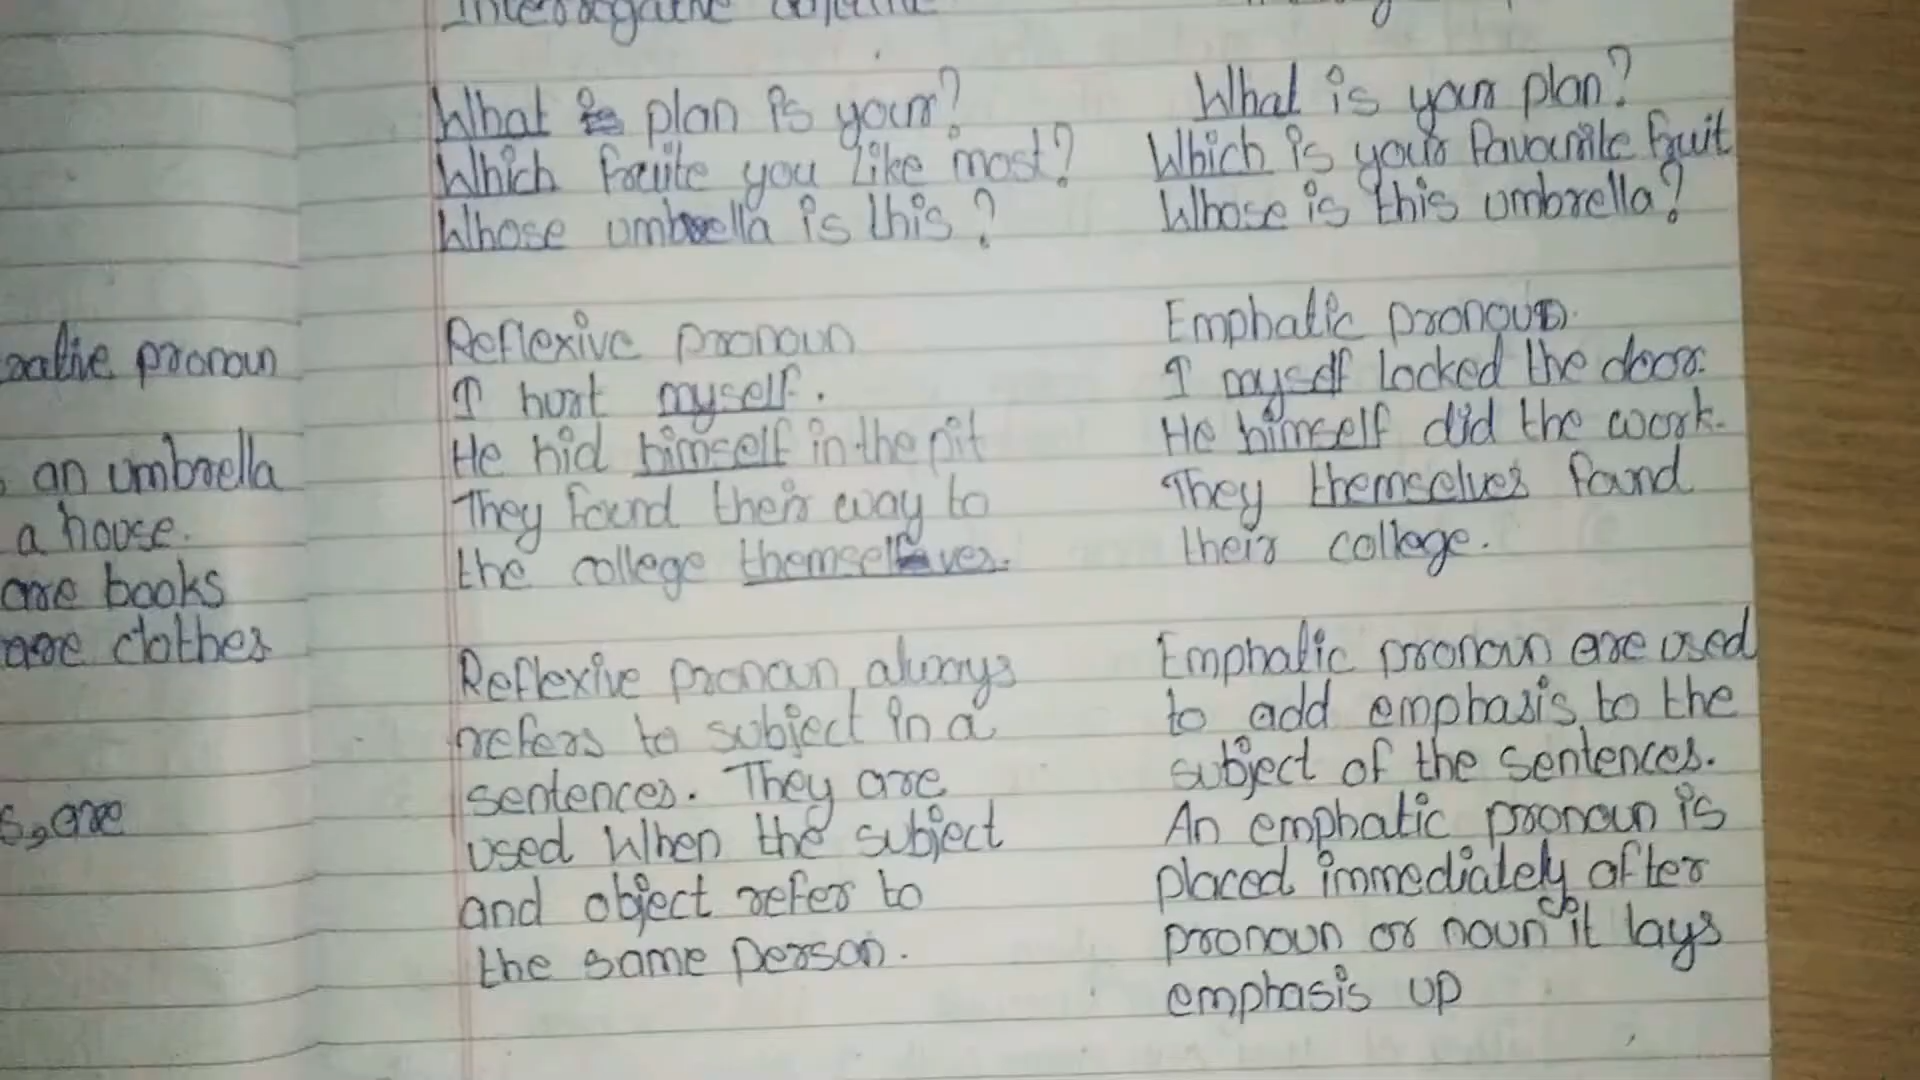 What plan is your?
Which fruite you like most?
Whose umbrella is this?
What is your plan?
Which is your favourite fruit
Whose is this umbrella?
pronoun
an umbrella
a house.
are books
are clothes
are
Reflexive pronoun
I hurt myself.
He hid himself in the pit
They found their way to
the college themselves.
Reflexive pronoun always
refers to subject in a
sentences. They are
used when the subject
and object refer to
the same person.
Emphatic pronoun.
I myself locked the door.
He himself did the work.
They themselves found
their college.
Emphatic pronoun are used
to add emphasis to the
subject of the sentences.
An emphatic pronoun is
placed immediately after
pronoun or noun it lays
emphasis up